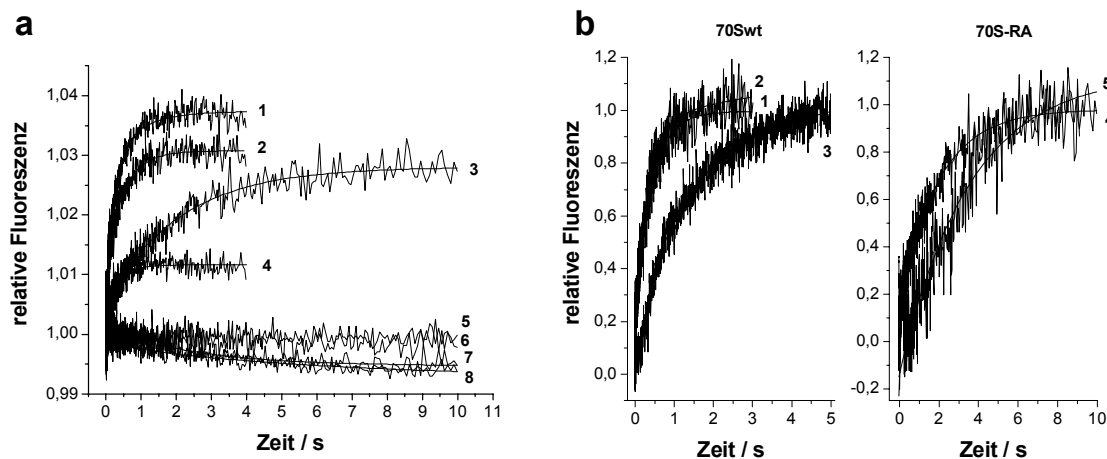 a
1,04
1,03
1,02
1,01
1,00
0,99
relative Fluoreszenz
1
2
3
4
5
6
7
8
0 1 2 3 4 5 6 7 8 9 10 11
Zeit / s
b
70Swt
1,2
1,0
0,8
0,6
0,4
0,2
0,0
relative Fluoreszenz
2
1
3
0 1 2 3 4 5
Zeit / s
70S-RA
1,2
1,0
0,8
0,6
0,4
0,2
0,0
-0,2
5
4
0 2 4 6 8 10
Zeit / s